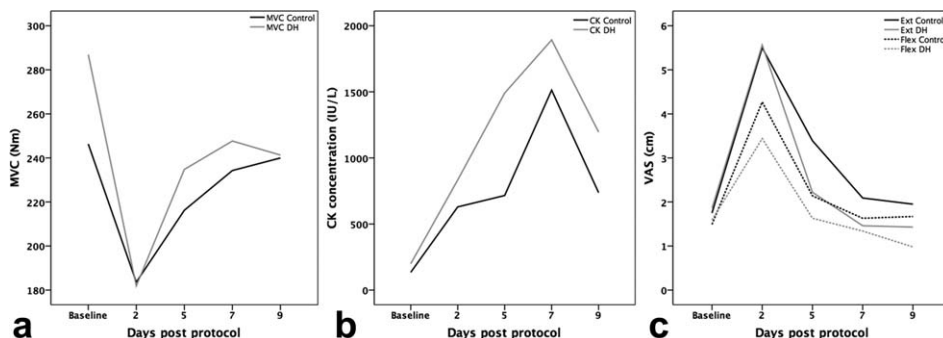 MVC Control
MVC DH
300
280
260
240
220
200
180
MVC (Nm)
Baseline 2 5 7 9
Days post protocol
a
CK Control
CK DH
2000
1500
1000
500
0
CK concentration (IU/L)
Baseline 2 5 7 9
Days post protocol
b
Ext Control
Ext DH
Flex Control
Flex DH
6
5
4
3
2
1
0
VAS (cm)
Baseline 2 5 7 9
Days post protocol
c